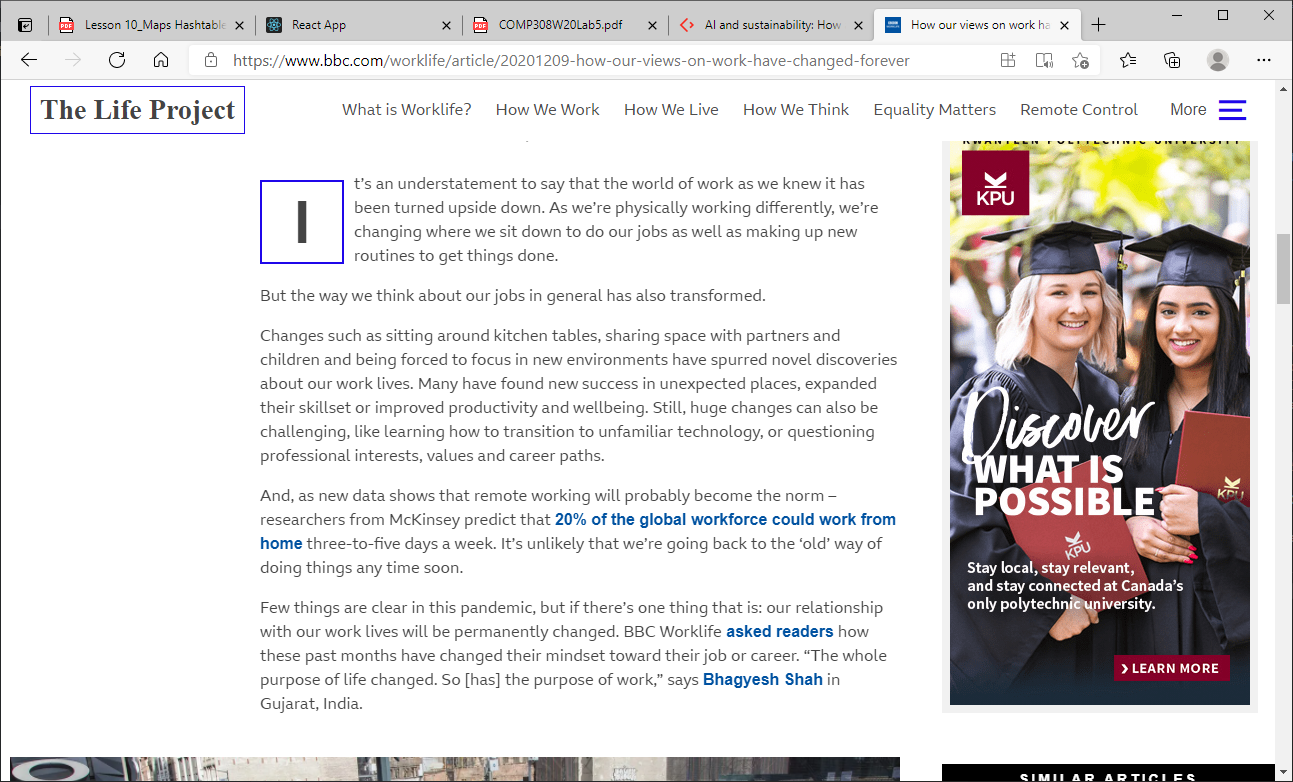 Lesson 10_Maps Hashtable
React App
COMP308W20Lab5.pdf
AI and sustainability: How
How our views on work ha
https://www.bbc.com/worklife/article/20201209-how-our-views-on-work-have-changed-forever
The Life Project
What is Worklife?
How We Work
How We Live
How We Think
Equality Matters
Remote Control
More
It's an understatement to say that the world of work as we knew it has
been turned upside down. As we're physically working differently, we're
changing where we sit down to do our jobs as well as making up new
routines to get things done.
But the way we think about our jobs in general has also transformed.
Changes such as sitting around kitchen tables, sharing space with partners and
children and being forced to focus in new environments have spurred novel discoveries
about our work lives. Many have found new success in unexpected places, expanded
their skillset or improved productivity and wellbeing. Still, huge changes can also be
challenging, like learning how to transition to unfamiliar technology, or questioning
professional interests, values and career paths.
And, as new data shows that remote working will probably become the norm –
researchers from McKinsey predict that 20% of the global workforce could work from
home three-to-five days a week. It's unlikely that we're going back to the ‘old’ way of
doing things any time soon.
Few things are clear in this pandemic, but if there's one thing that is: our relationship
with our work lives will be permanently changed. BBC Worklife asked readers how
these past months have changed their mindset toward their job or career. “The whole
purpose of life changed. So [has] the purpose of work,” says Bhagyesh Shah in
Gujarat, India.
KWANTLEN POLYTECHNIC UNIVERSITY
KPU
Discover
WHAT IS
POSSIBLE
KPU
KPU
Stay local, stay relevant,
and stay connected at Canada's
only polytechnic university.
LEARN MORE
SIMILAR ARTICLES